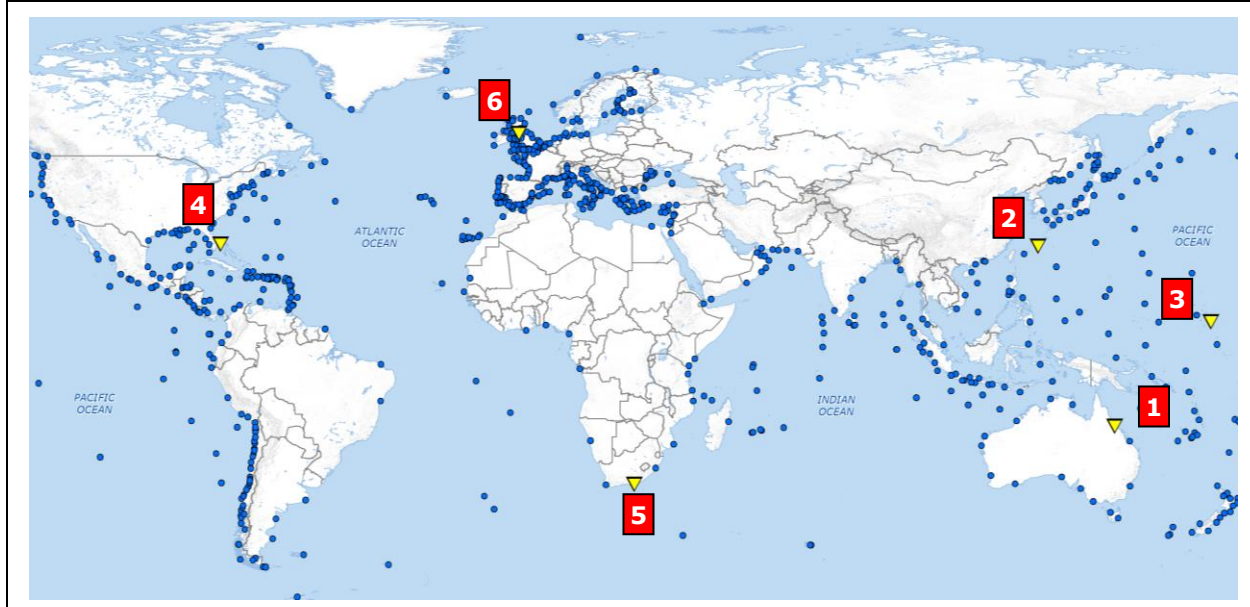 6
4
2
ATLANTIC
OCEAN
PACIFIC
OCEAN
3
PACIFIC
OCEAN
INDIAN
OCEAN
1
5